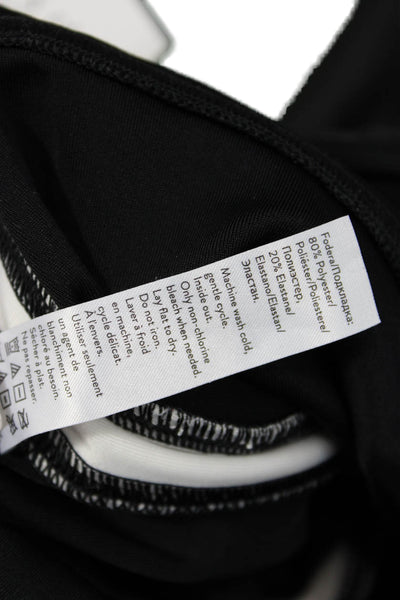 Fodera/Подкладка:
80% Polyester/
Poliéster/Poliestere/
Полиэстер,
20% Elastane/
Elastano/Elastan/
Эластан.
Machine wash cold,
gentle cycle.
Inside out.
Only non-chlorine
bleach when needed.
Lay flat to dry.
Do not iron.
Laver à froid
en machine,
cycle délicat.
À l'envers.
Utiliser seulement
un agent de
blanchiment non
chloré au besoin.
Sécher à plat.
Ne pas repasser.